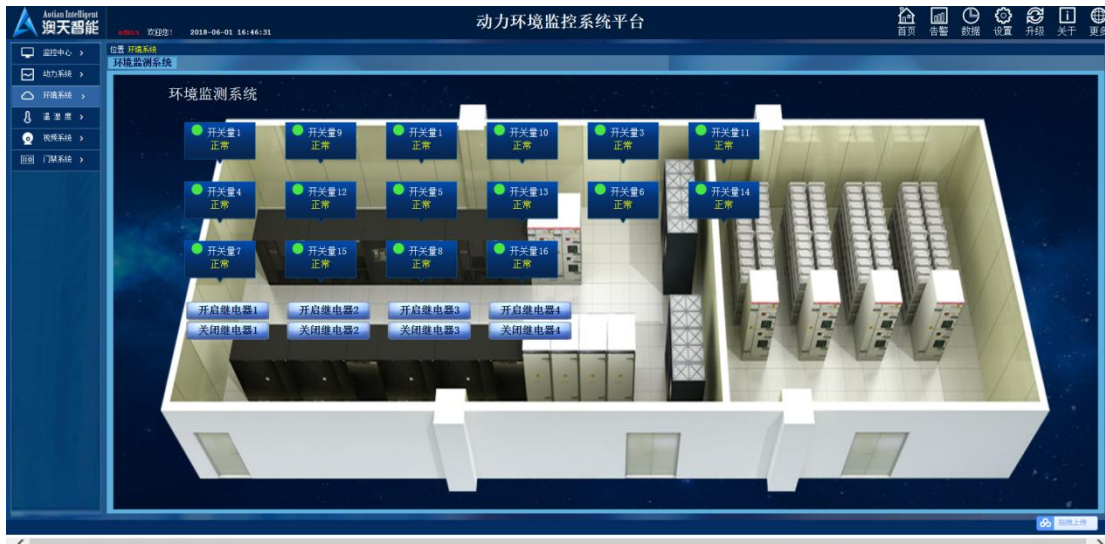 Aotian Intelligent
澳天智能
admin 欢迎您! 2018-06-01 16:46:31
动力环境监控系统平台
首页 告警 数据 设置 升级 关于 更多
监控中心 >
动力系统 >
环境系统 >
温湿度 >
视频系统 >
门禁系统 >
位置 环境系统
环境监测系统
环境监测系统
开关量1 开关量9 开关量1 开关量10 开关量3 开关量11
正常 正常 正常 正常 正常 正常
开关量4 开关量12 开关量5 开关量13 开关量6 开关量14
正常 正常 正常 正常 正常 正常
开关量7 开关量15 开关量8 开关量16
正常 正常 正常 正常
开启继电器1 开启继电器2 开启继电器3 开启继电器4
关闭继电器1 关闭继电器2 关闭继电器3 关闭继电器4
拖拽上传